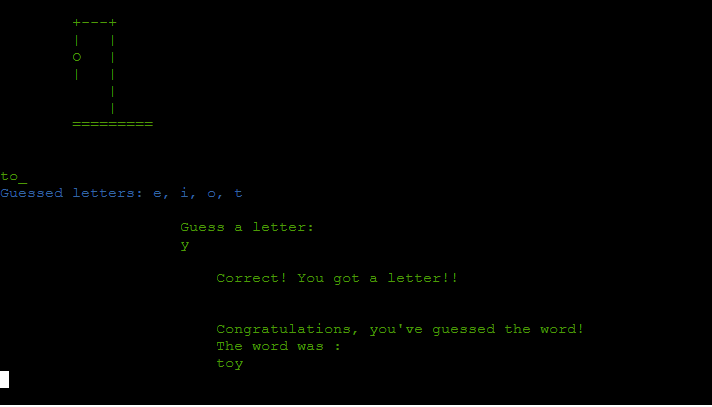 +---+
|   |
O   |
|   |
    |
    |
=========
to_
Guessed letters: e, i, o, t
Guess a letter:
y
Correct! You got a letter!!
Congratulations, you've guessed the word!
The word was :
toy